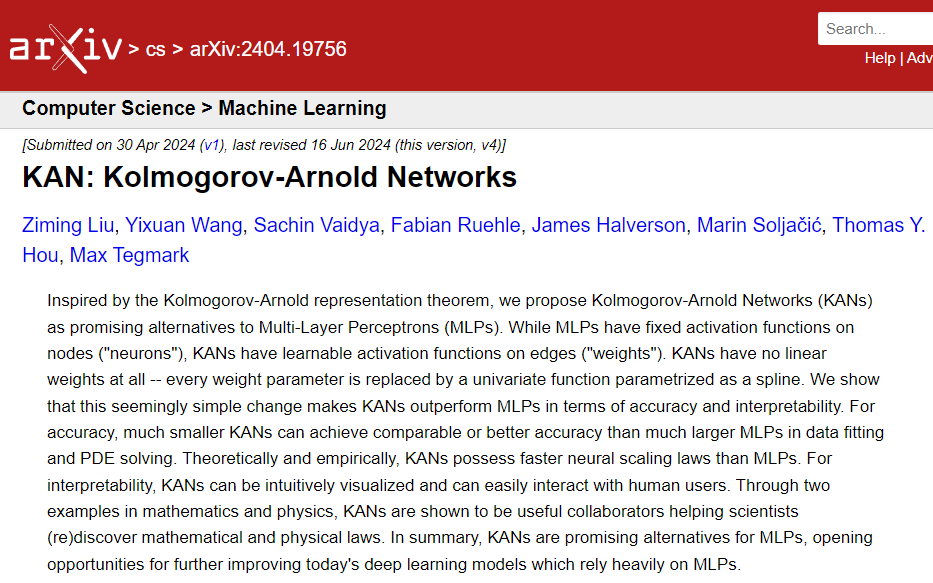 arXiv > cs > arXiv:2404.19756
Search...
Help | Adv
Computer Science > Machine Learning
[Submitted on 30 Apr 2024 (v1), last revised 16 Jun 2024 (this version, v4)]
KAN: Kolmogorov-Arnold Networks
Ziming Liu, Yixuan Wang, Sachin Vaidya, Fabian Ruehle, James Halverson, Marin Soljačić, Thomas Y.
Hou, Max Tegmark
Inspired by the Kolmogorov-Arnold representation theorem, we propose Kolmogorov-Arnold Networks (KANs)
as promising alternatives to Multi-Layer Perceptrons (MLPs). While MLPs have fixed activation functions on
nodes ("neurons"), KANs have learnable activation functions on edges ("weights"). KANs have no linear
weights at all -- every weight parameter is replaced by a univariate function parametrized as a spline. We show
that this seemingly simple change makes KANs outperform MLPs in terms of accuracy and interpretability. For
accuracy, much smaller KANs can achieve comparable or better accuracy than much larger MLPs in data fitting
and PDE solving. Theoretically and empirically, KANs possess faster neural scaling laws than MLPs. For
interpretability, KANs can be intuitively visualized and can easily interact with human users. Through two
examples in mathematics and physics, KANs are shown to be useful collaborators helping scientists
(re)discover mathematical and physical laws. In summary, KANs are promising alternatives for MLPs, opening
opportunities for further improving today's deep learning models which rely heavily on MLPs.